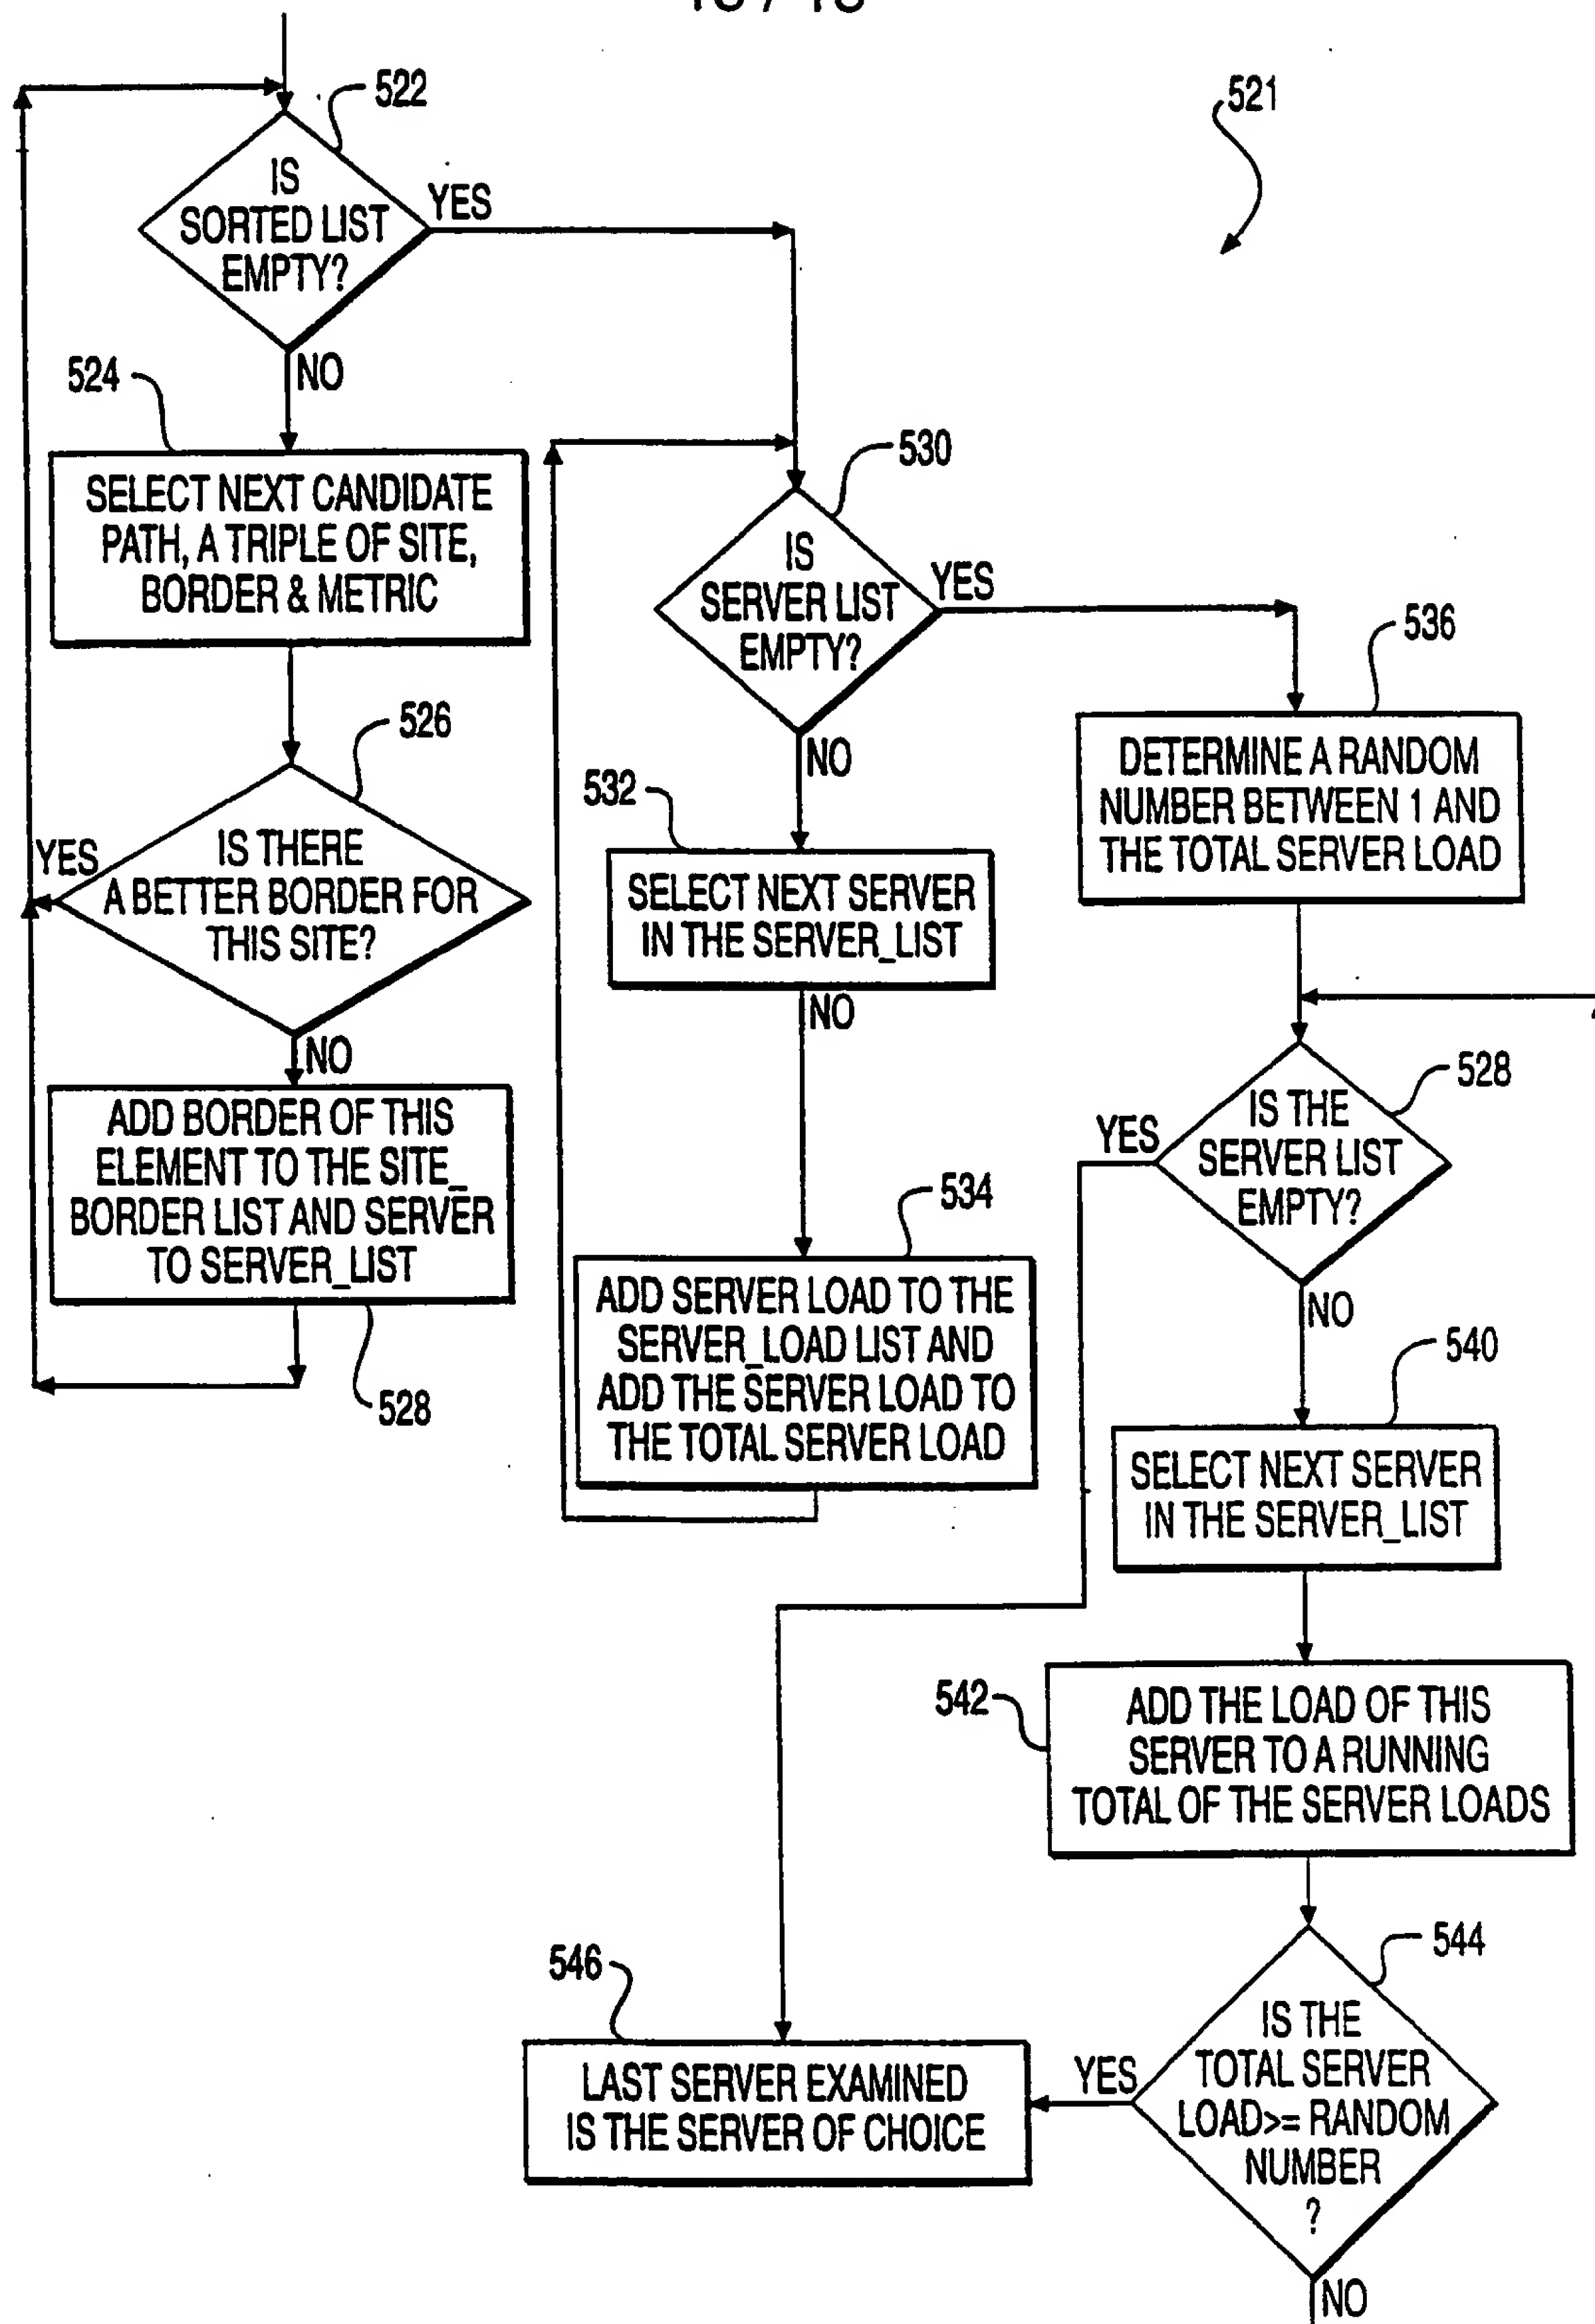 522
521
IS
SORTED LIST
EMPTY?
YES
NO
524
SELECT NEXT CANDIDATE
PATH, A TRIPLE OF SITE,
BORDER & METRIC
526
IS THERE
A BETTER BORDER FOR
THIS SITE?
YES
NO
ADD BORDER OF THIS
ELEMENT TO THE SITE_
BORDER LIST AND SERVER
TO SERVER_LIST
528
530
IS
SERVER LIST
EMPTY?
YES
NO
532
SELECT NEXT SERVER
IN THE SERVER_LIST
NO
534
ADD SERVER LOAD TO THE
SERVER_LOAD LIST AND
ADD THE SERVER LOAD TO
THE TOTAL SERVER LOAD
536
DETERMINE A RANDOM
NUMBER BETWEEN 1 AND
THE TOTAL SERVER LOAD
528
IS THE
SERVER LIST
EMPTY?
YES
NO
540
SELECT NEXT SERVER
IN THE SERVER_LIST
542
ADD THE LOAD OF THIS
SERVER TO A RUNNING
TOTAL OF THE SERVER LOADS
544
IS THE
TOTAL SERVER
LOAD>= RANDOM
NUMBER
?
YES
NO
546
LAST SERVER EXAMINED
IS THE SERVER OF CHOICE